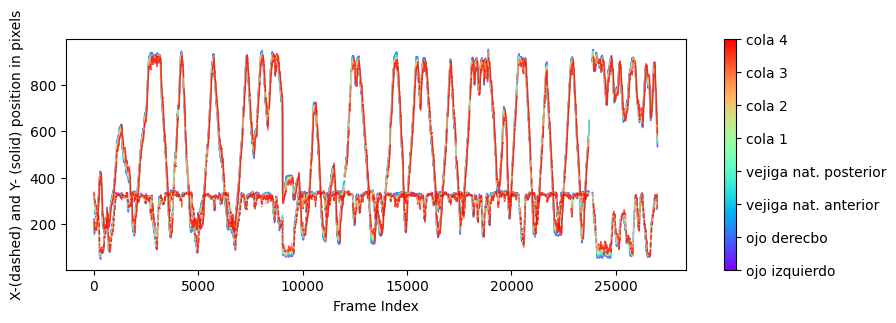 X-(dashed) and Y- (solid) position in pixels
800
600
400
200
0
5000
10000
15000
20000
25000
Frame Index
cola 4
cola 3
cola 2
cola 1
vejiga nat. posterior
vejiga nat. anterior
ojo derecbo
ojo izquierdo